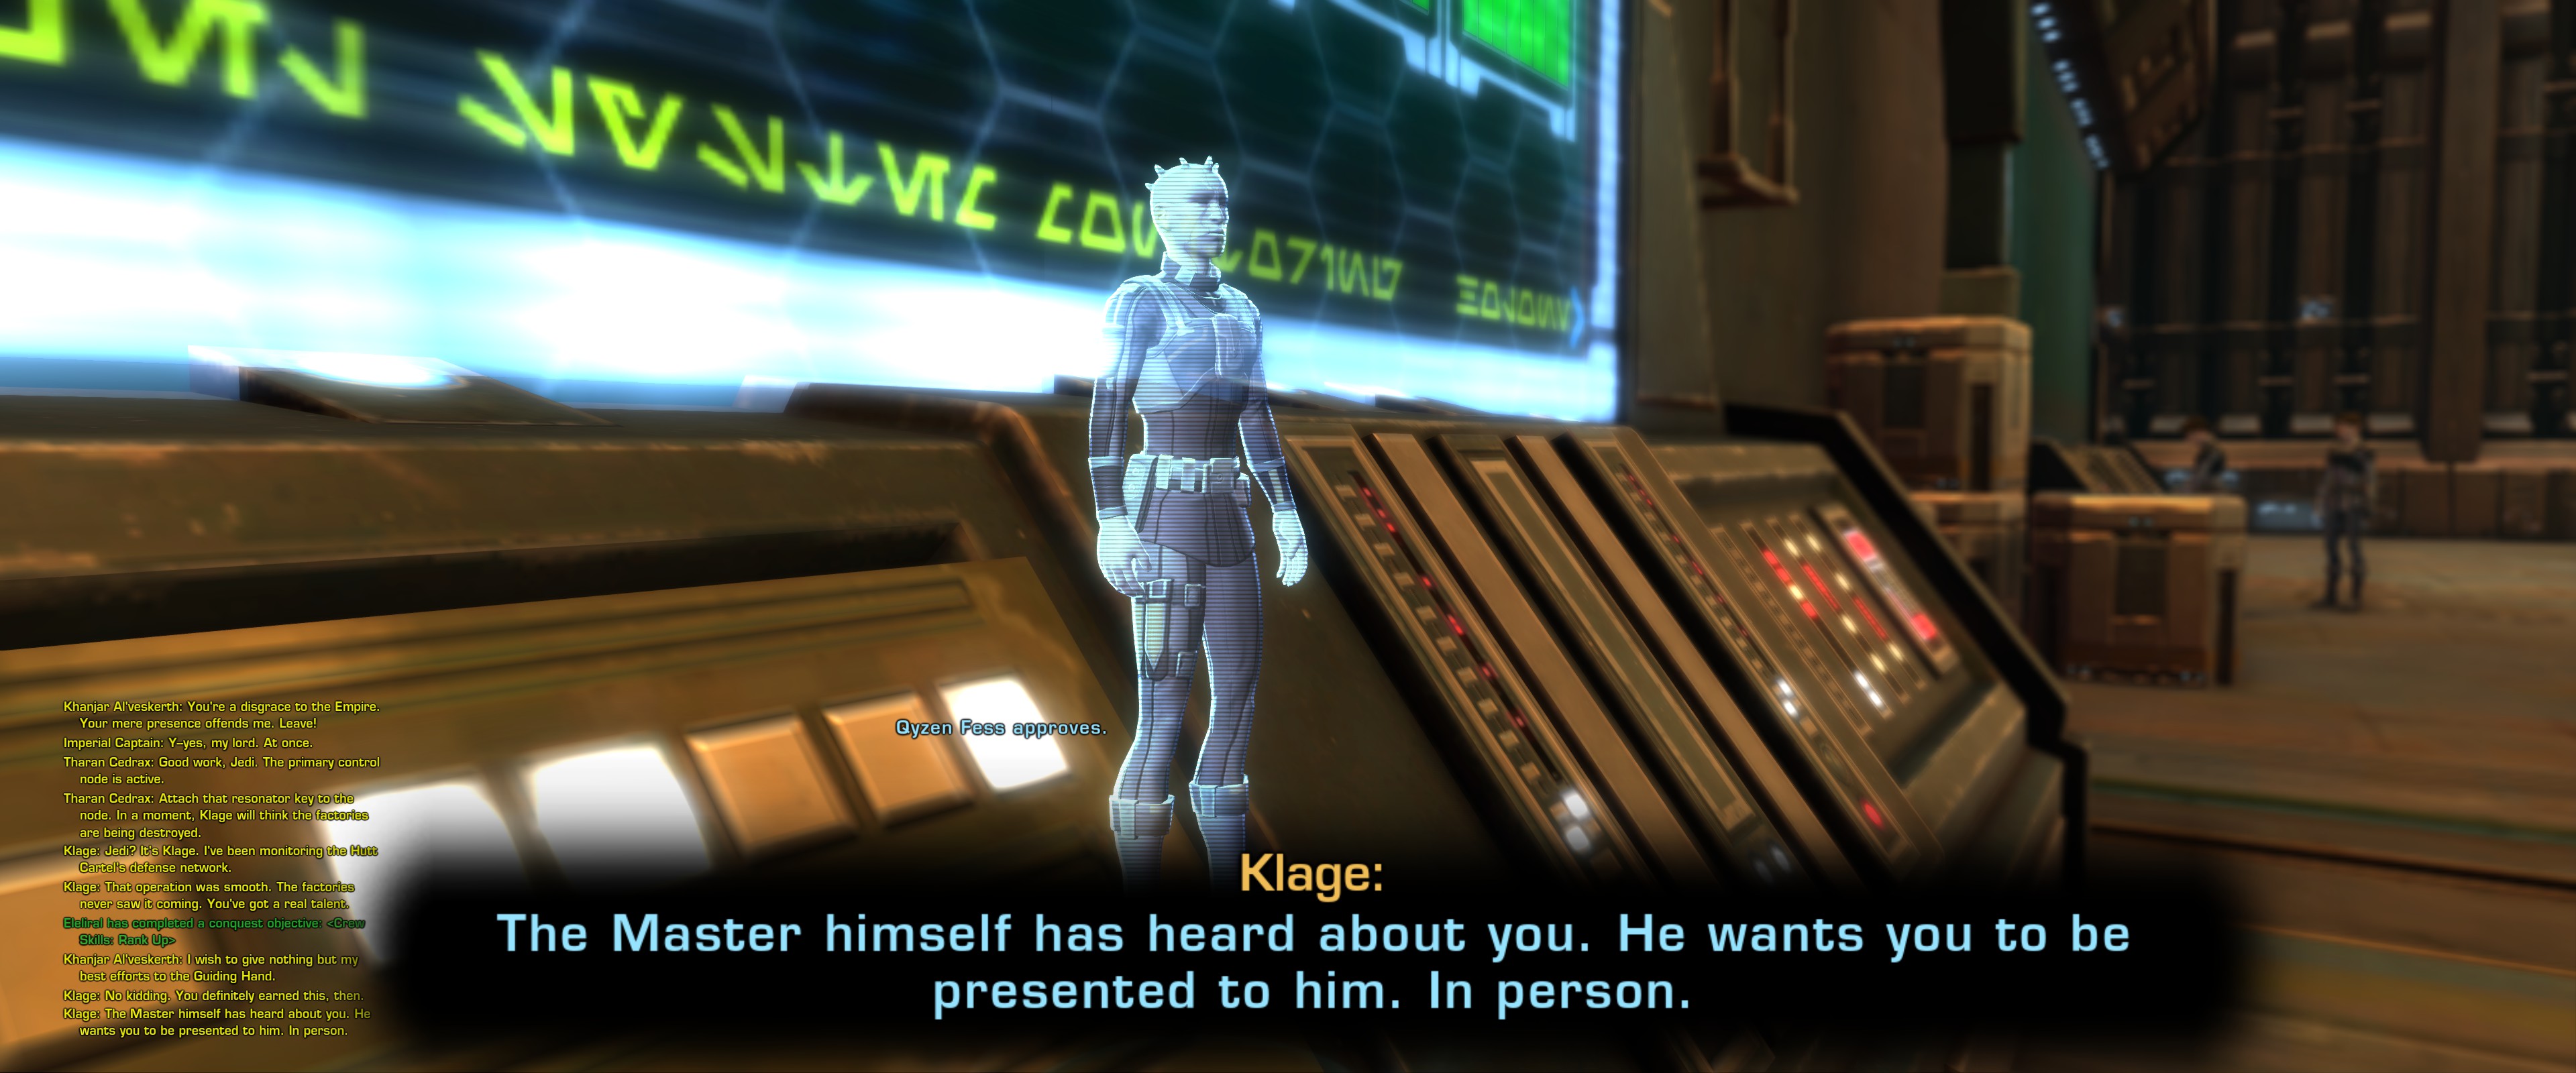 Khanjar Al'veskerth: You're a disgrace to the Empire.
Your mere presence offends me. Leave!
Imperial Captain: Y–yes, my lord. At once.
Tharan Cedrax: Good work, Jedi. The primary control
node is active.
Tharan Cedrax: Attach that resonator key to the
node. In a moment, Klage will think the factories
are being destroyed.
Klage: Jedi? It's Klage. I've been monitoring the Hutt
Cartel's defense network.
Klage: That operation was smooth. The factories
never saw it coming. You've got a real talent.
Eleliral has completed a conquest objective: <Crew
Skills: Rank Up>
Khanjar Al'veskerth: I wish to give nothing but my
best efforts to the Guiding Hand.
Klage: No kidding. You definitely earned this, then.
Klage: The Master himself has heard about you. He
wants you to be presented to him. In person.
Qyzen Fess approves.
Klage:
The Master himself has heard about you. He wants you to be
presented to him. In person.